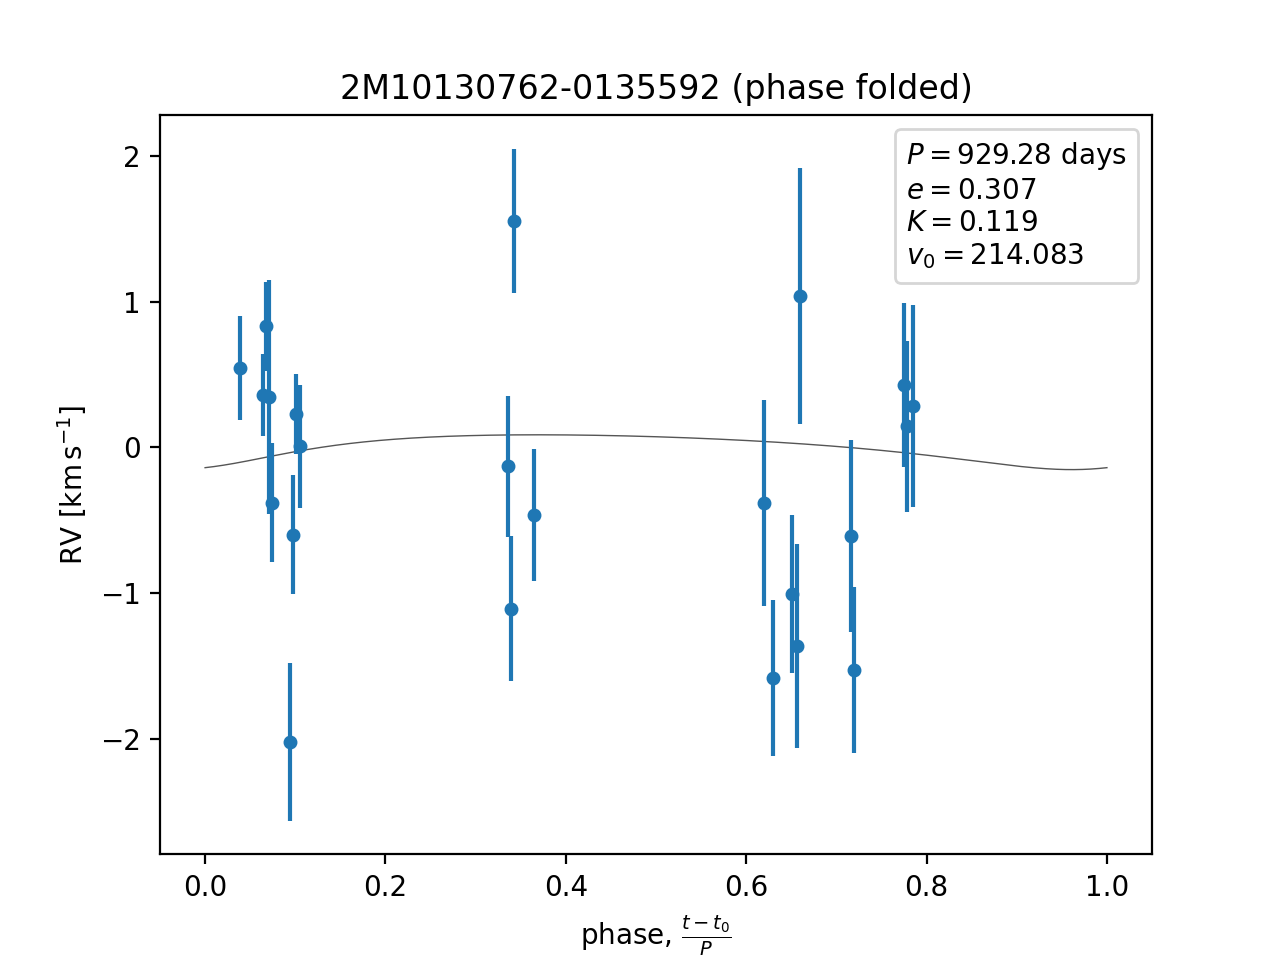 2M10130762-0135592 (phase folded)
P = 929.28 days
e = 0.307
K = 0.119
v₀ = 214.083
2
1
0
−1
−2
RV [km s⁻¹]
0.0 0.2 0.4 0.6 0.8 1.0
phase, (t − t₀)/P